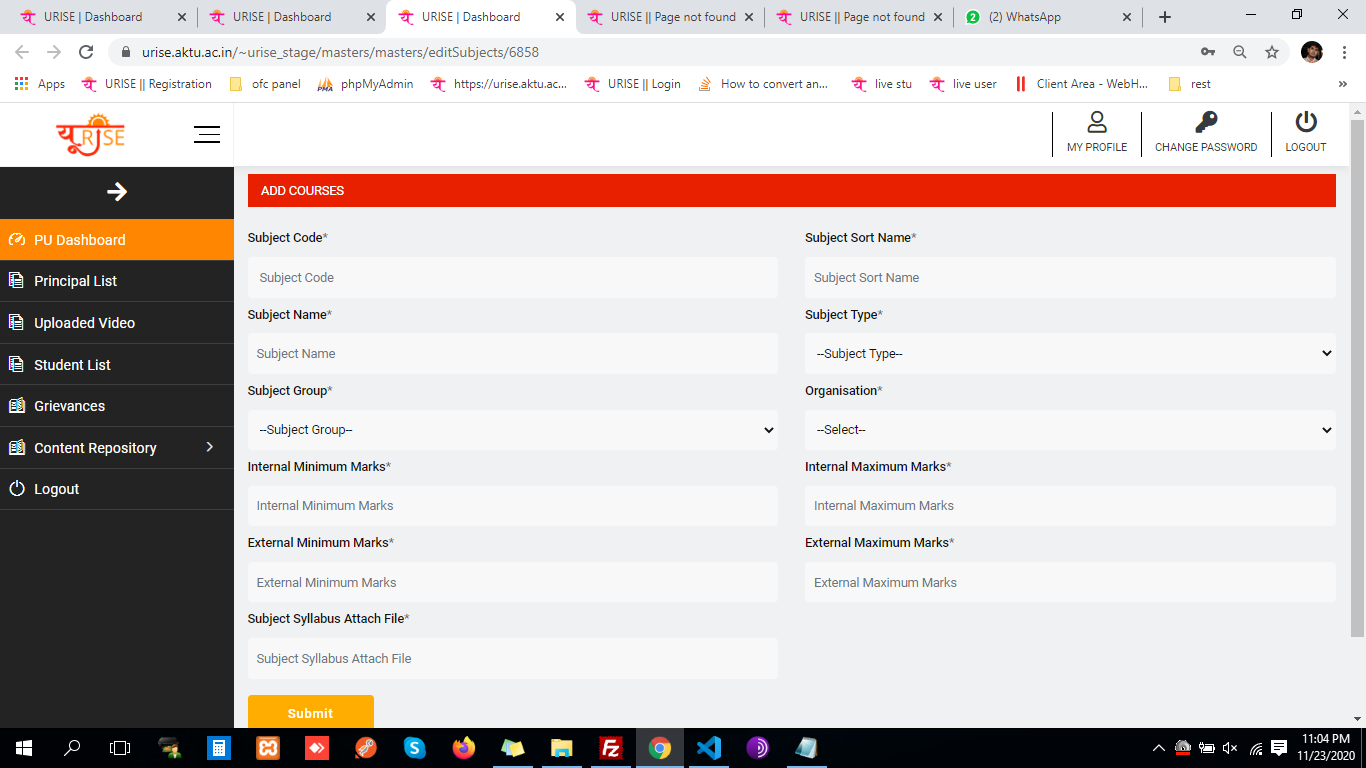 URISE | Dashboard
URISE | Dashboard
URISE | Dashboard
URISE || Page not found
URISE || Page not found
(2) WhatsApp
urise.aktu.ac.in/~urise_stage/masters/masters/editSubjects/6858
Apps
URISE || Registration
ofc panel
phpMyAdmin
https://urise.aktu.ac...
URISE || Login
How to convert an...
live stu
live user
Client Area - WebH...
rest
»
यू RISE
MY PROFILE
CHANGE PASSWORD
LOGOUT
PU Dashboard
Principal List
Uploaded Video
Student List
Grievances
Content Repository
Logout
ADD COURSES
Subject Code*
Subject Sort Name*
Subject Code
Subject Sort Name
Subject Name*
Subject Type*
Subject Name
--Subject Type--
Subject Group*
Organisation*
--Subject Group--
--Select--
Internal Minimum Marks*
Internal Maximum Marks*
Internal Minimum Marks
Internal Maximum Marks
External Minimum Marks*
External Maximum Marks*
External Minimum Marks
External Maximum Marks
Subject Syllabus Attach File*
Subject Syllabus Attach File
Submit
11:04 PM
11/23/2020